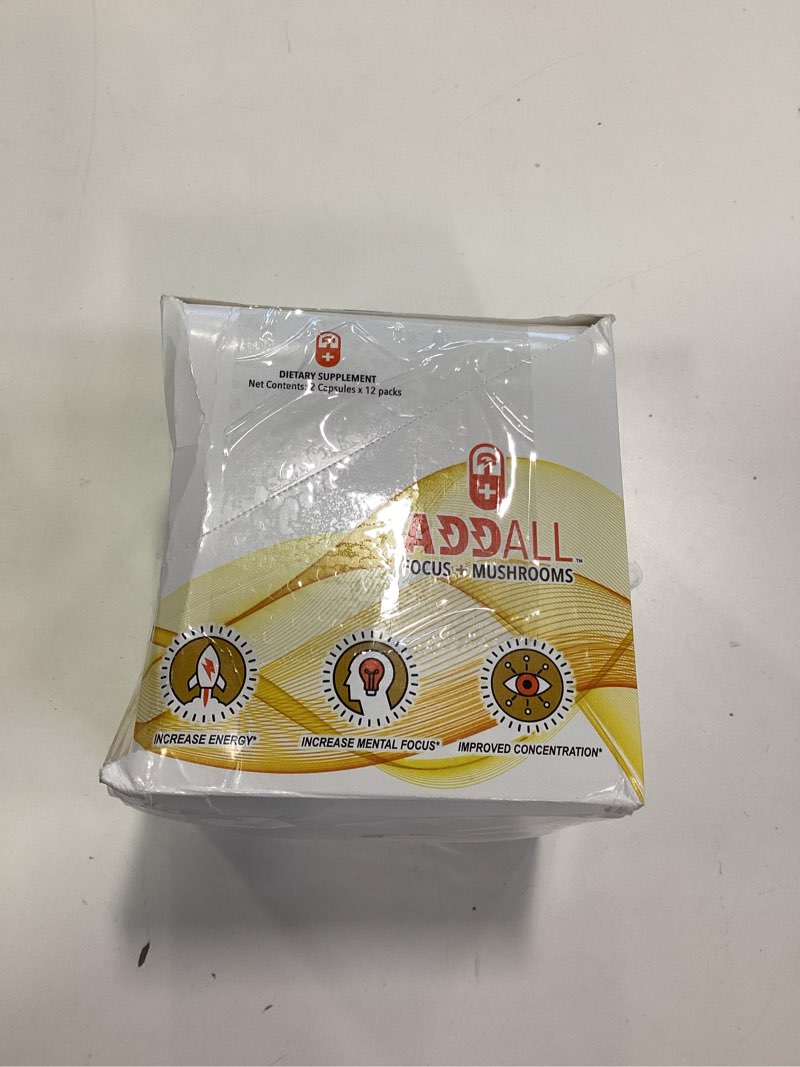 DIETARY SUPPLEMENT
Net Contents: 2 Capsules x 12 packs
ADDALL™
FOCUS + MUSHROOMS
INCREASE ENERGY*
INCREASE MENTAL FOCUS*
IMPROVED CONCENTRATION*